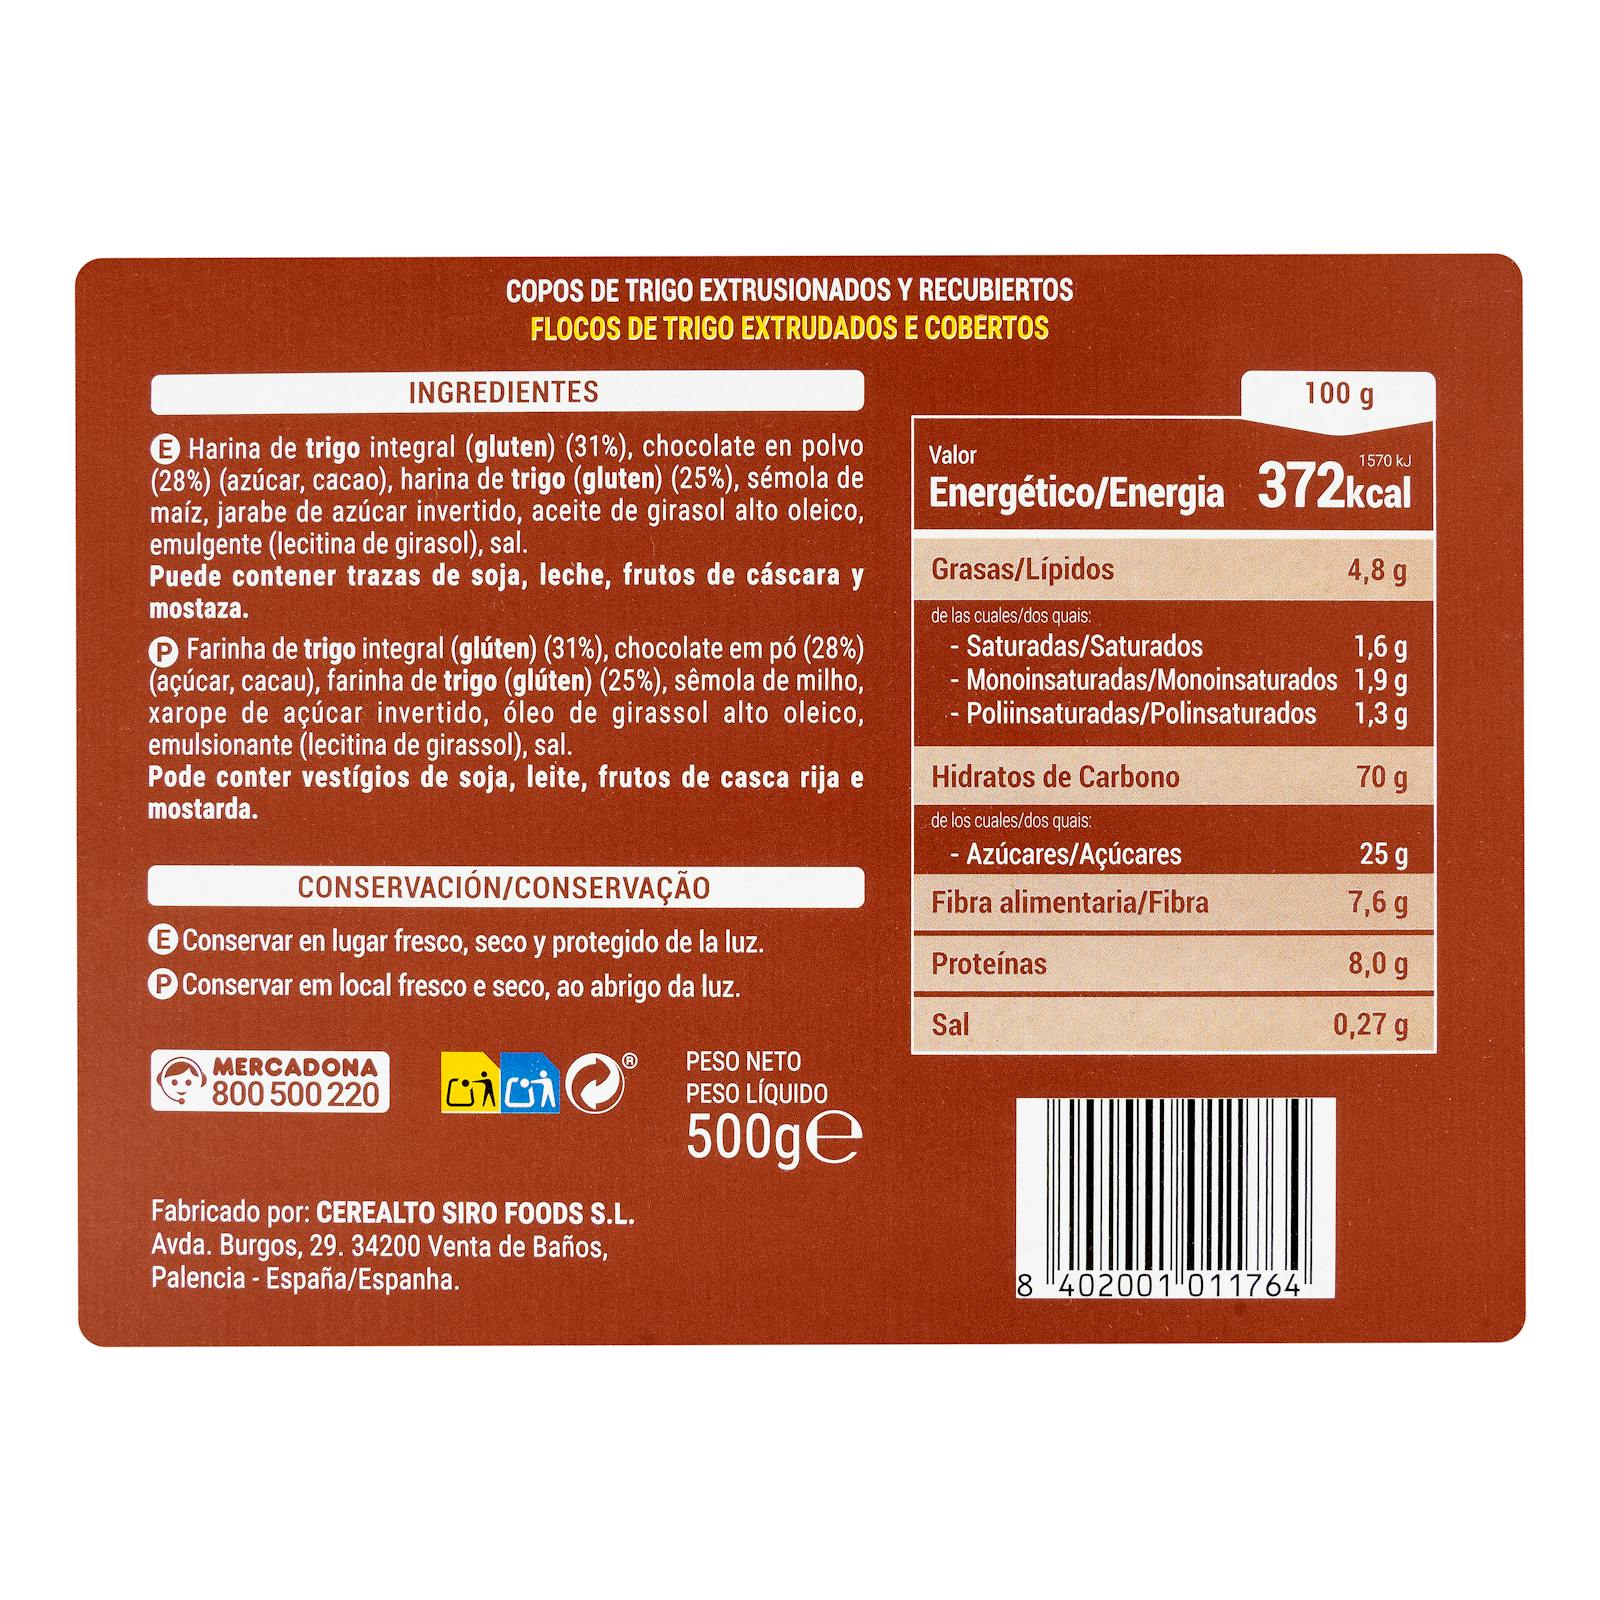 COPOS DE TRIGO EXTRUSIONADOS Y RECUBIERTOS
FLOCOS DE TRIGO EXTRUDADOS E COBERTOS
INGREDIENTES
E Harina de trigo integral (gluten) (31%), chocolate en polvo
(28%) (azúcar, cacao), harina de trigo (gluten) (25%), sémola de
maíz, jarabe de azúcar invertido, aceite de girasol alto oleico,
emulgente (lecitina de girasol), sal.
Puede contener trazas de soja, leche, frutos de cáscara y
mostaza.
P Farinha de trigo integral (glúten) (31%), chocolate em pó (28%)
(açúcar, cacau), farinha de trigo (glúten) (25%), sêmola de milho,
xarope de açúcar invertido, óleo de girassol alto oleico,
emulsionante (lecitina de girassol), sal.
Pode conter vestígios de soja, leite, frutos de casca rija e
mostarda.
CONSERVACIÓN/CONSERVAÇÃO
E Conservar en lugar fresco, seco y protegido de la luz.
P Conservar em local fresco e seco, ao abrigo da luz.
MERCADONA
800 500 220
®
PESO NETO
PESO LÍQUIDO
500g℮
Fabricado por: CEREALTO SIRO FOODS S.L.
Avda. Burgos, 29. 34200 Venta de Baños,
Palencia - España/Espanha.
100 g
Valor
1570 kJ
Energético/Energia 372kcal
Grasas/Lípidos 4,8 g
de las cuales/dos quais:
- Saturadas/Saturados 1,6 g
- Monoinsaturadas/Monoinsaturados 1,9 g
- Poliinsaturadas/Polinsaturados 1,3 g
Hidratos de Carbono 70 g
de los cuales/dos quais:
- Azúcares/Açúcares 25 g
Fibra alimentaria/Fibra 7,6 g
Proteínas 8,0 g
Sal 0,27 g
8 402001 011764